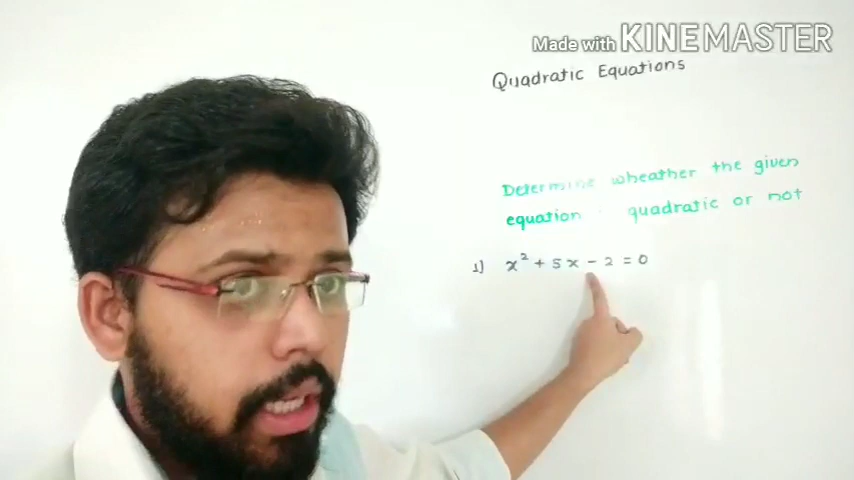 Made with KINEMASTER
Quadratic Equations
Determine wheather the given
equation quadratic or not
1) x² + 5x - 2 = 0